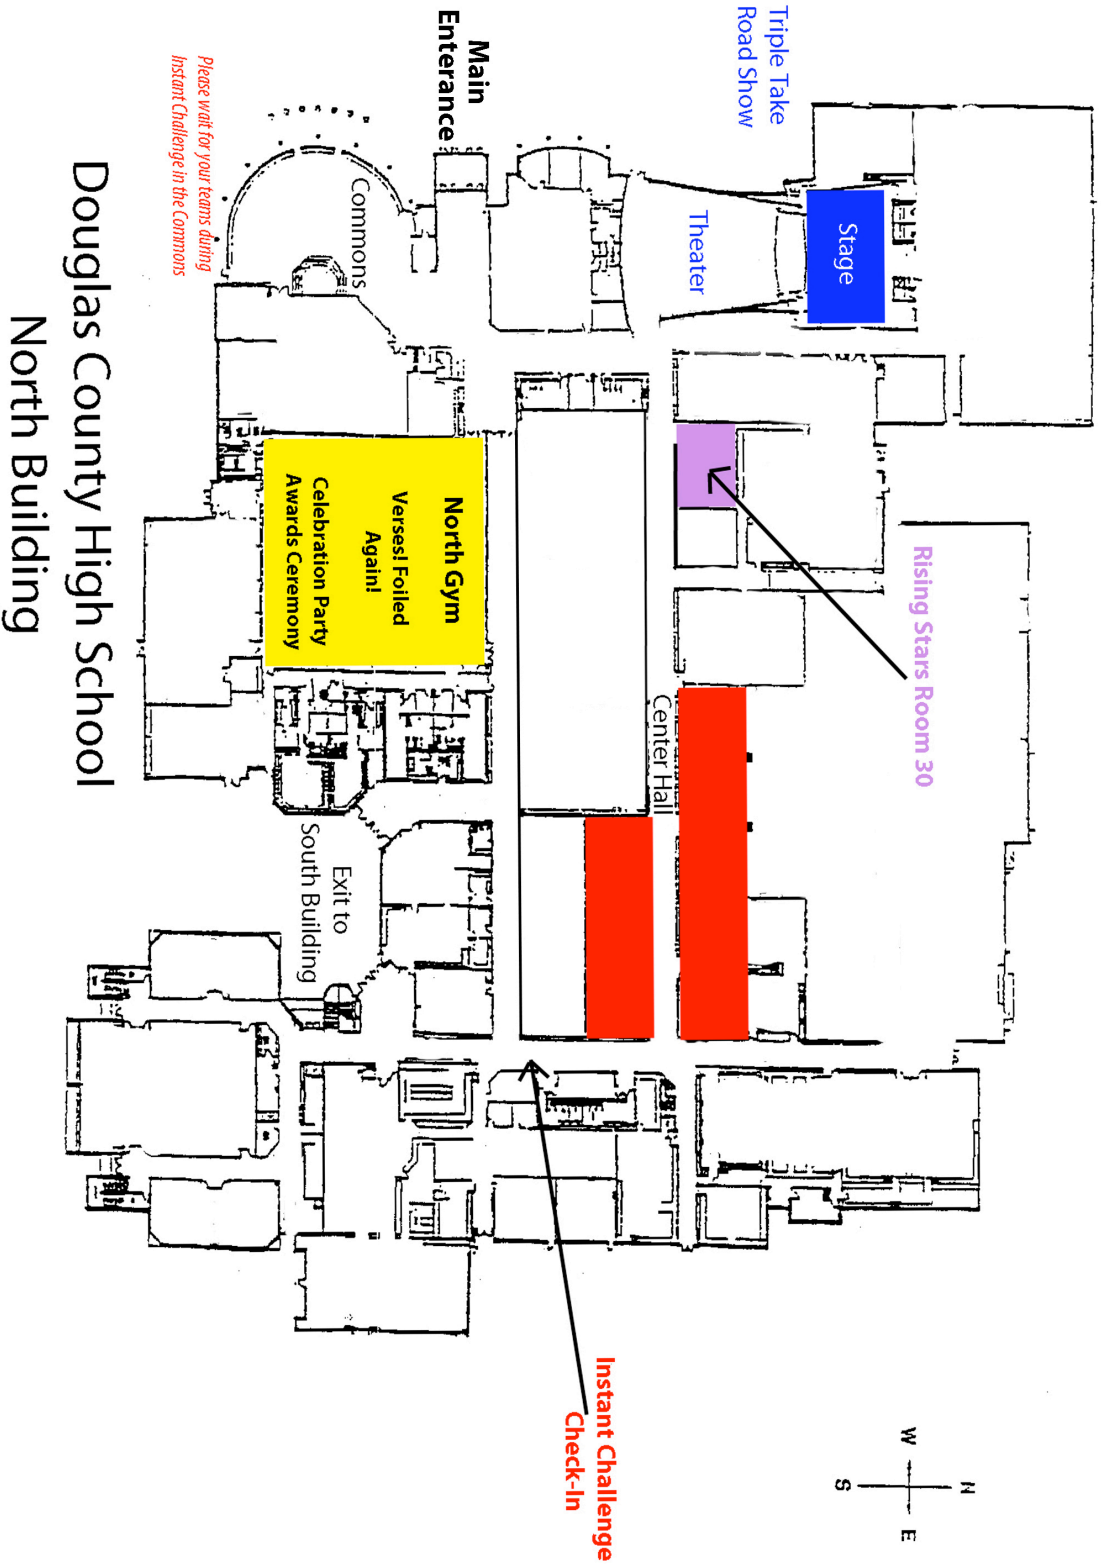 Triple Take
Road Show
Stage
Theater
Rising Stars Room 30
Main
Enterance
Commons
Please wait for your teams during
Instant Challenge in the Commons
North Gym
Verses! Foiled
Again!
Celebration Party
Awards Ceremony
Center Hall
Exit to
South Building
Instant Challenge
Check-In
N
W
E
S
Douglas County High School
North Building